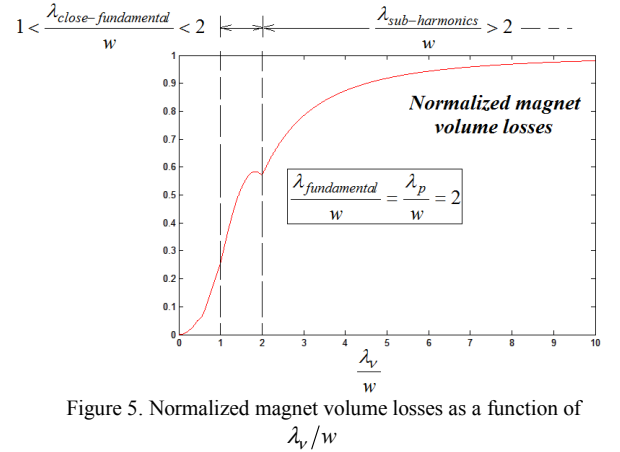 1 < λ_close−fundamental / w < 2
λ_sub−harmonics / w > 2
Normalized magnet
volume losses
λ_fundamental / w = λ_p / w = 2
1
0.9
0.8
0.7
0.6
0.5
0.4
0.3
0.2
0.1
0
0 1 2 3 4 5 6 7 8 9 10
λ_ν / w
Figure 5. Normalized magnet volume losses as a function of
λ_ν/w